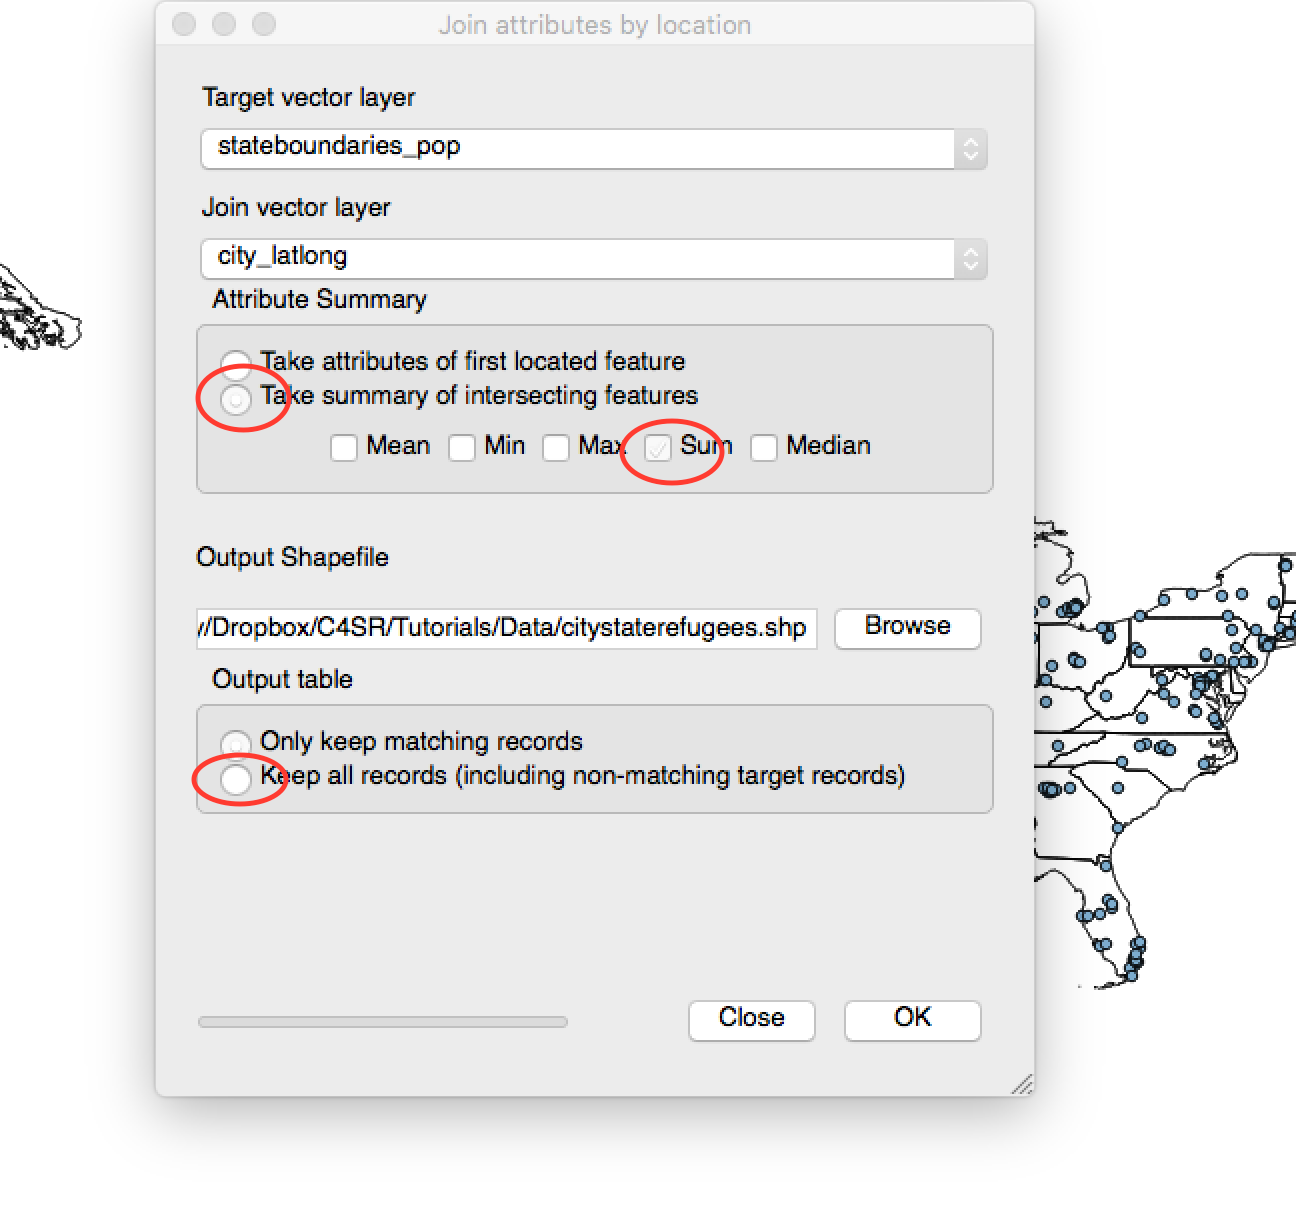 Join attributes by location
Target vector layer
stateboundaries_pop
Join vector layer
city_latlong
Attribute Summary
Take attributes of first located feature
Take summary of intersecting features
Mean Min Max Sum Median
Output Shapefile
//Dropbox/C4SR/Tutorials/Data/citystaterefugees.shp Browse
Output table
Only keep matching records
Keep all records (including non-matching target records)
Close OK